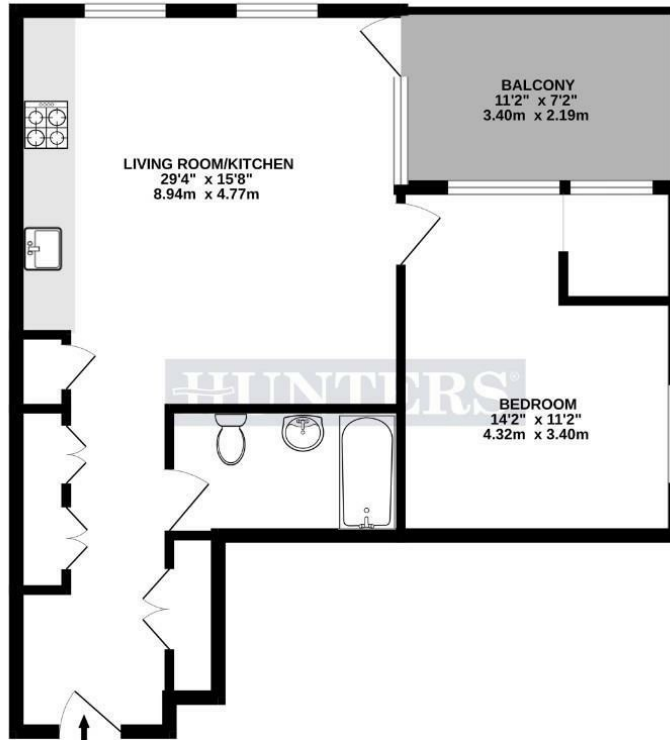 BALCONY
11'2" x 7'2"
3.40m x 2.19m
LIVING ROOM/KITCHEN
29'4" x 15'8"
8.94m x 4.77m
HUNTERS®
BEDROOM
14'2" x 11'2"
4.32m x 3.40m